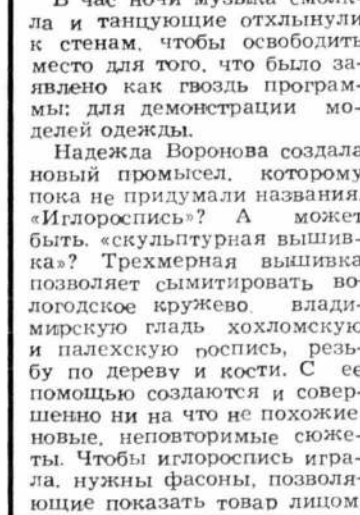 В час ночи музыка смолк-
ла и танцующие отхлынули
к стенам, чтобы освободить
место для того, что было за-
явлено как гвоздь програм-
мы: для демонстрации мо-
делей одежды.
Надежда Воронова создала
новый промысел, которому
пока не придумали названия.
«Иглороспись»? А может
быть, «скульптурная вышив-
ка»? Трехмерная вышивка
позволяет сымитировать во-
логодское кружево, влади-
мирскую гладь хохломскую
и палехскую роспись, резь-
бу по дереву и кости. С ее
помощью создаются и совер-
шенно ни на что не похожие
новые, неповторимые сюже-
ты. Чтобы иглороспись игра-
ла, нужны фасоны, позволя-
ющие показать товар лицом